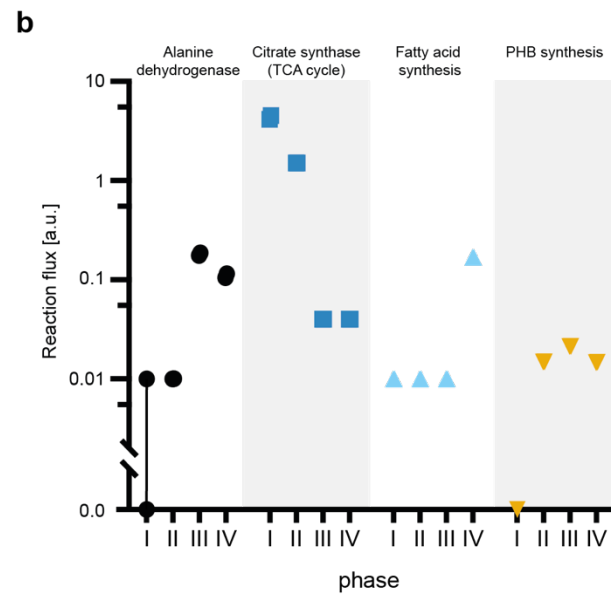 b
Alanine
dehydrogenase
Citrate synthase
(TCA cycle)
Fatty acid
synthesis
PHB synthesis
Reaction flux [a.u.]
10
1
0.1
0.01
0.0
I II III IV I II III IV I II III IV I II III IV
phase